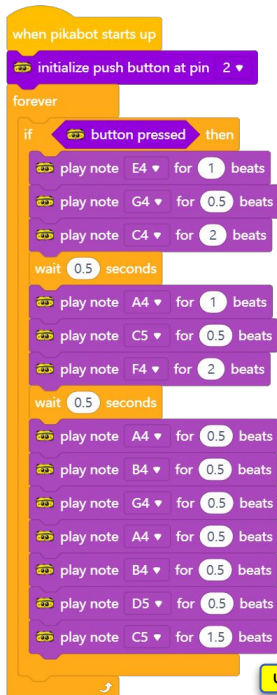 when pikabot starts up
initialize push button at pin 2
forever
if button pressed then
play note E4 for 1 beats
play note G4 for 0.5 beats
play note C4 for 2 beats
wait 0.5 seconds
play note A4 for 1 beats
play note C5 for 0.5 beats
play note F4 for 2 beats
wait 0.5 seconds
play note A4 for 0.5 beats
play note B4 for 0.5 beats
play note G4 for 0.5 beats
play note A4 for 0.5 beats
play note B4 for 0.5 beats
play note D5 for 0.5 beats
play note C5 for 1.5 beats